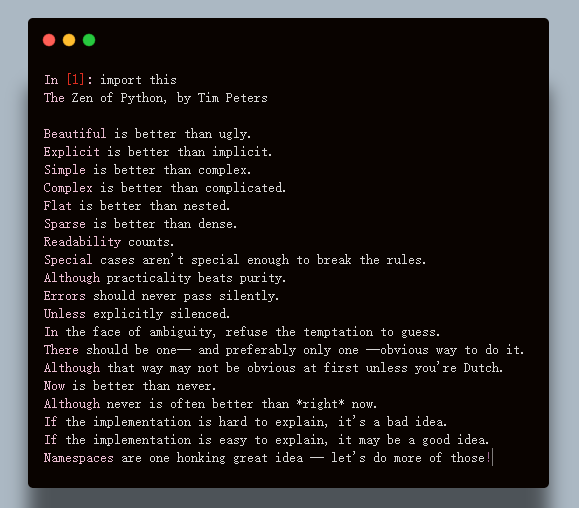 In [1]: import this
The Zen of Python, by Tim Peters
Beautiful is better than ugly.
Explicit is better than implicit.
Simple is better than complex.
Complex is better than complicated.
Flat is better than nested.
Sparse is better than dense.
Readability counts.
Special cases aren't special enough to break the rules.
Although practicality beats purity.
Errors should never pass silently.
Unless explicitly silenced.
In the face of ambiguity, refuse the temptation to guess.
There should be one-- and preferably only one --obvious way to do it.
Although that way may not be obvious at first unless you're Dutch.
Now is better than never.
Although never is often better than *right* now.
If the implementation is hard to explain, it's a bad idea.
If the implementation is easy to explain, it may be a good idea.
Namespaces are one honking great idea -- let's do more of those!